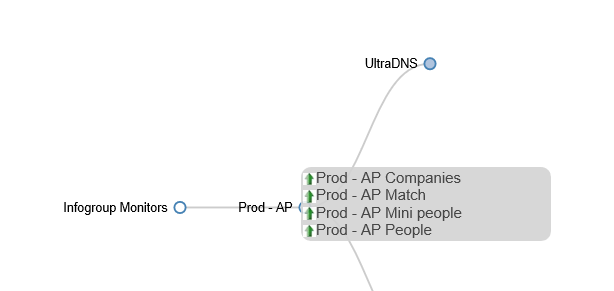 UltraDNS
Infogroup Monitors
Prod - AP
Prod - AP Companies
Prod - AP Match
Prod - AP Mini people
Prod - AP People